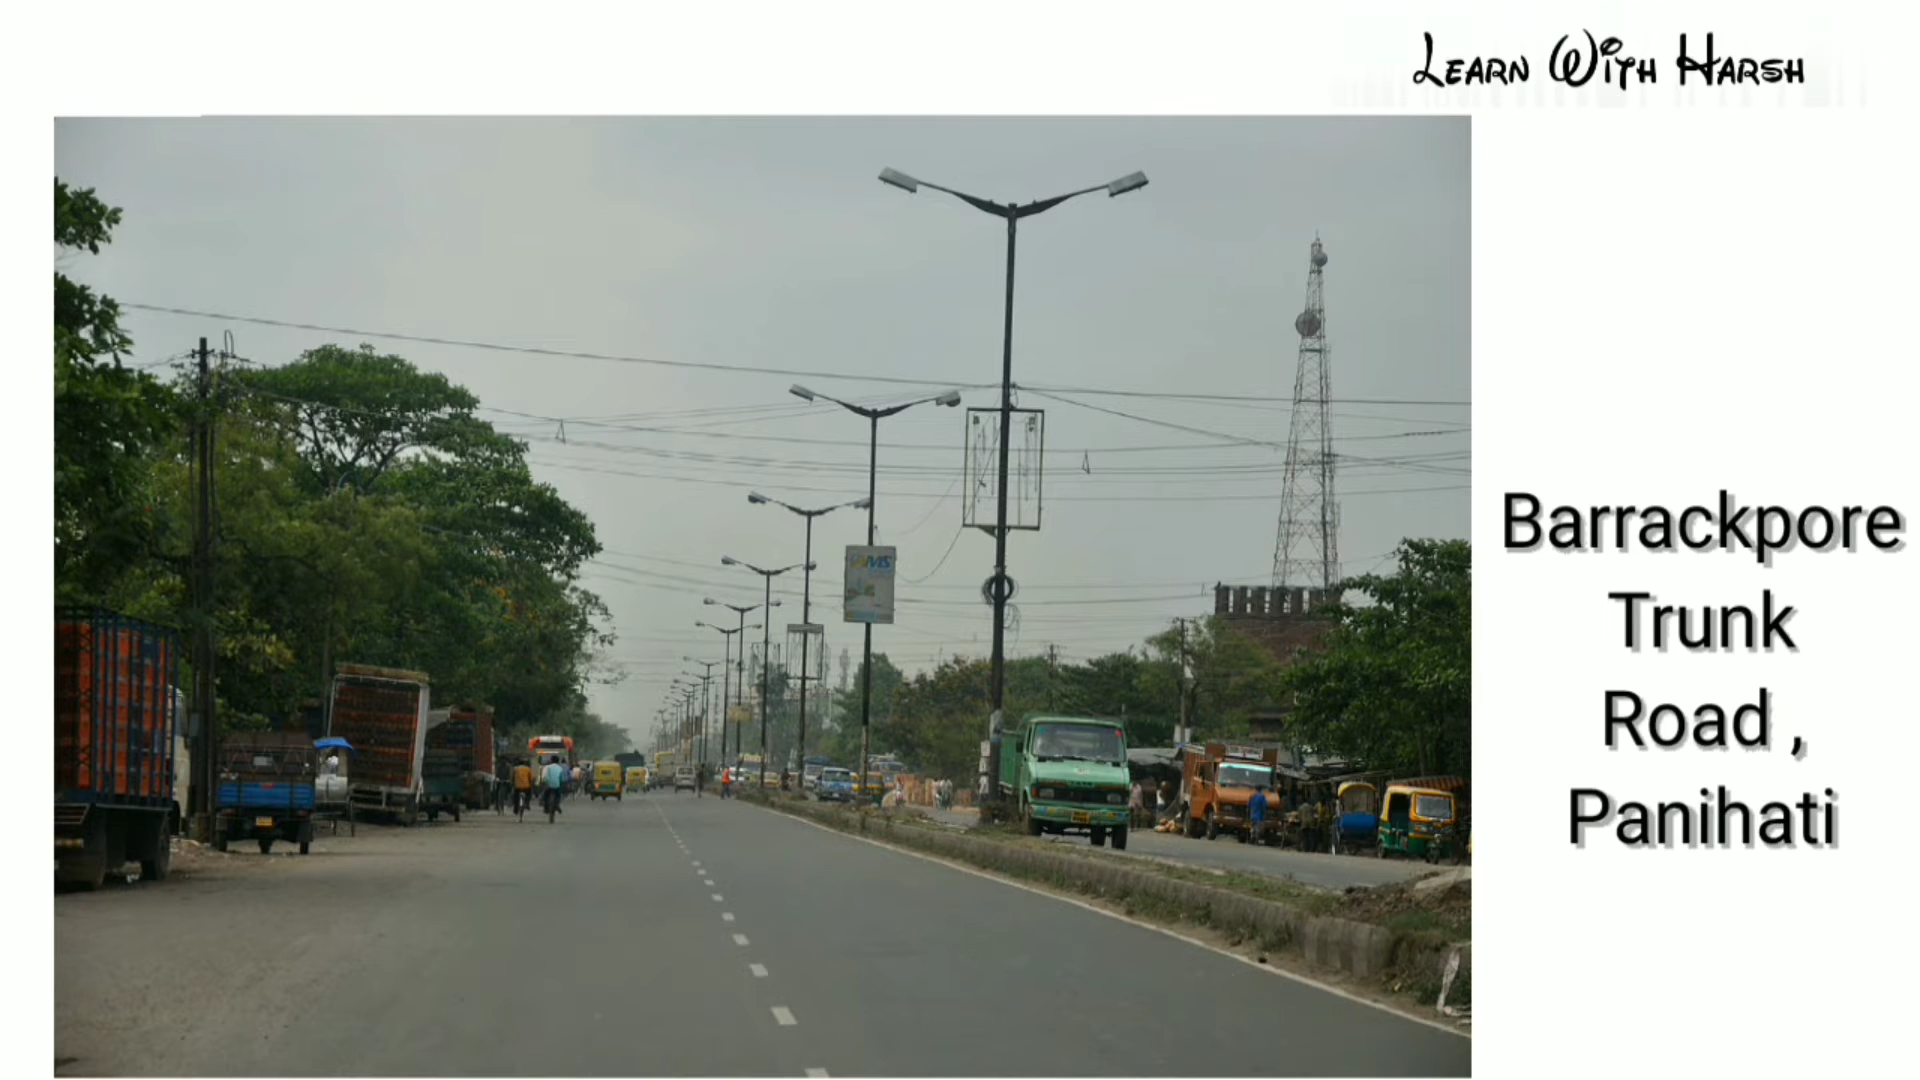 Learn With Harsh
Barrackpore
Trunk
Road ,
Panihati